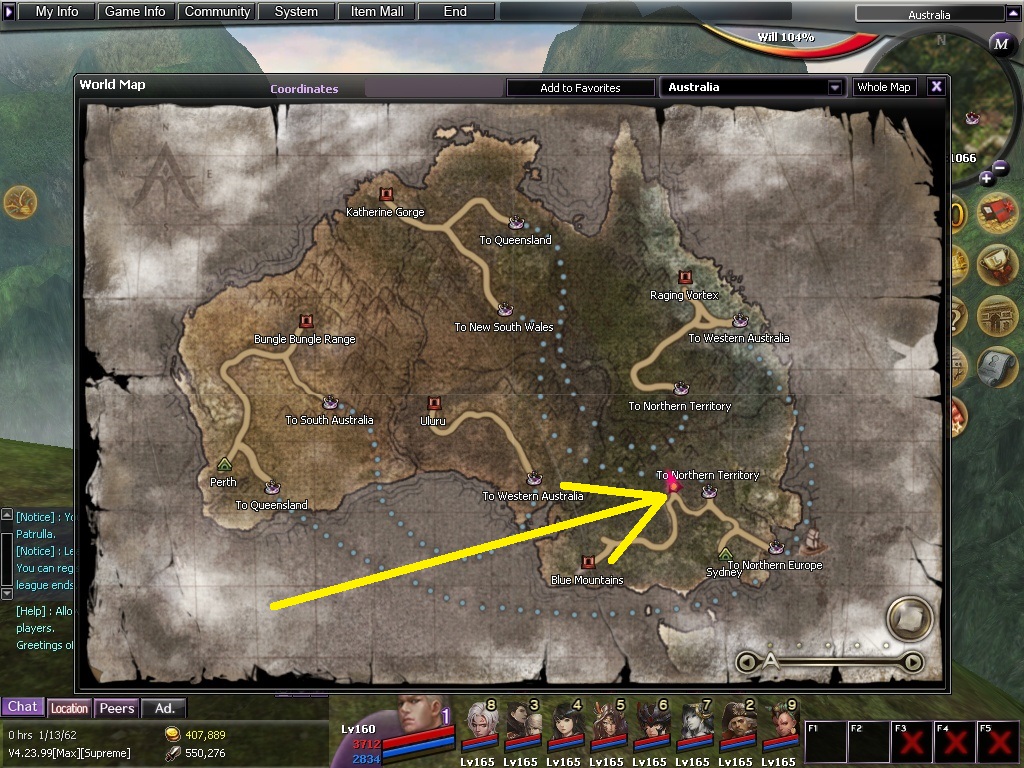 My Info Game Info Community System Item Mall End
Australia
Will 104%
N
M
World Map
Coordinates
Add to Favorites
Australia
Whole Map
X
1066
Katherine Gorge
To Queensland
Raging Vortex
To New South Wales
To Western Australia
Bungle Bungle Range
To Northern Territory
To South Australia
Uluru
Perth
To Northern Territory
To Western Australia
To Queensland
To Northern Europe
Sydney
Blue Mountains
[Notice] : Yo
Patrulla.
[Notice] : Le
You can reg
league ends
[Help] : Allo
players.
Greetings of
Chat Location Peers Ad.
0 hrs 1/13/62
407,889
V4.23.99[Max][Supreme]
550,276
Lv160
3712
2834
1
8 3 4 5 6 7 2 9
Lv165 Lv165 Lv165 Lv165 Lv165 Lv165 Lv165 Lv165
F1 F2 F3 F4 F5